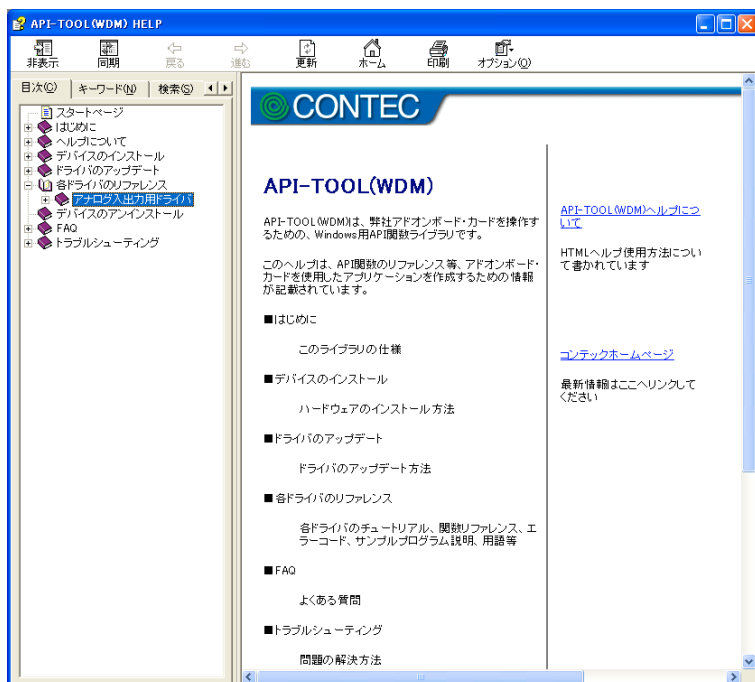 API-TOOL(WDM) HELP
非表示
同期
戻る
進む
更新
ホーム
印刷
オプション(O)
目次(C)
キーワード(N)
検索(S)
スタートページ
はじめに
ヘルプについて
デバイスのインストール
ドライバのアップデート
各ドライバのリファレンス
アナログ入出力用ドライバ
デバイスのアンインストール
FAQ
トラブルシューティング
CONTEC
API-TOOL(WDM)
API-TOOL(WDM)は、弊社アドオンボード・カードを操作す
るための、Windows用API関数ライブラリです。
このヘルプは、API関数のリファレンス等、アドオンボード・
カードを使用したアプリケーションを作成するための情報
が記載されています。
■はじめに
このライブラリの仕様
■デバイスのインストール
ハードウェアのインストール方法
■ドライバのアップデート
ドライバのアップデート方法
■各ドライバのリファレンス
各ドライバのチュートリアル、関数リファレンス、エ
ラーコード、サンプルプログラム説明、用語等
■FAQ
よくある質問
■トラブルシューティング
問題の解決方法
API-TOOL(WDM)ヘルプにつ
いて
HTMLヘルプ使用方法につい
て書かれています
コンテックホームページ
最新情報はここへリンクして
ください